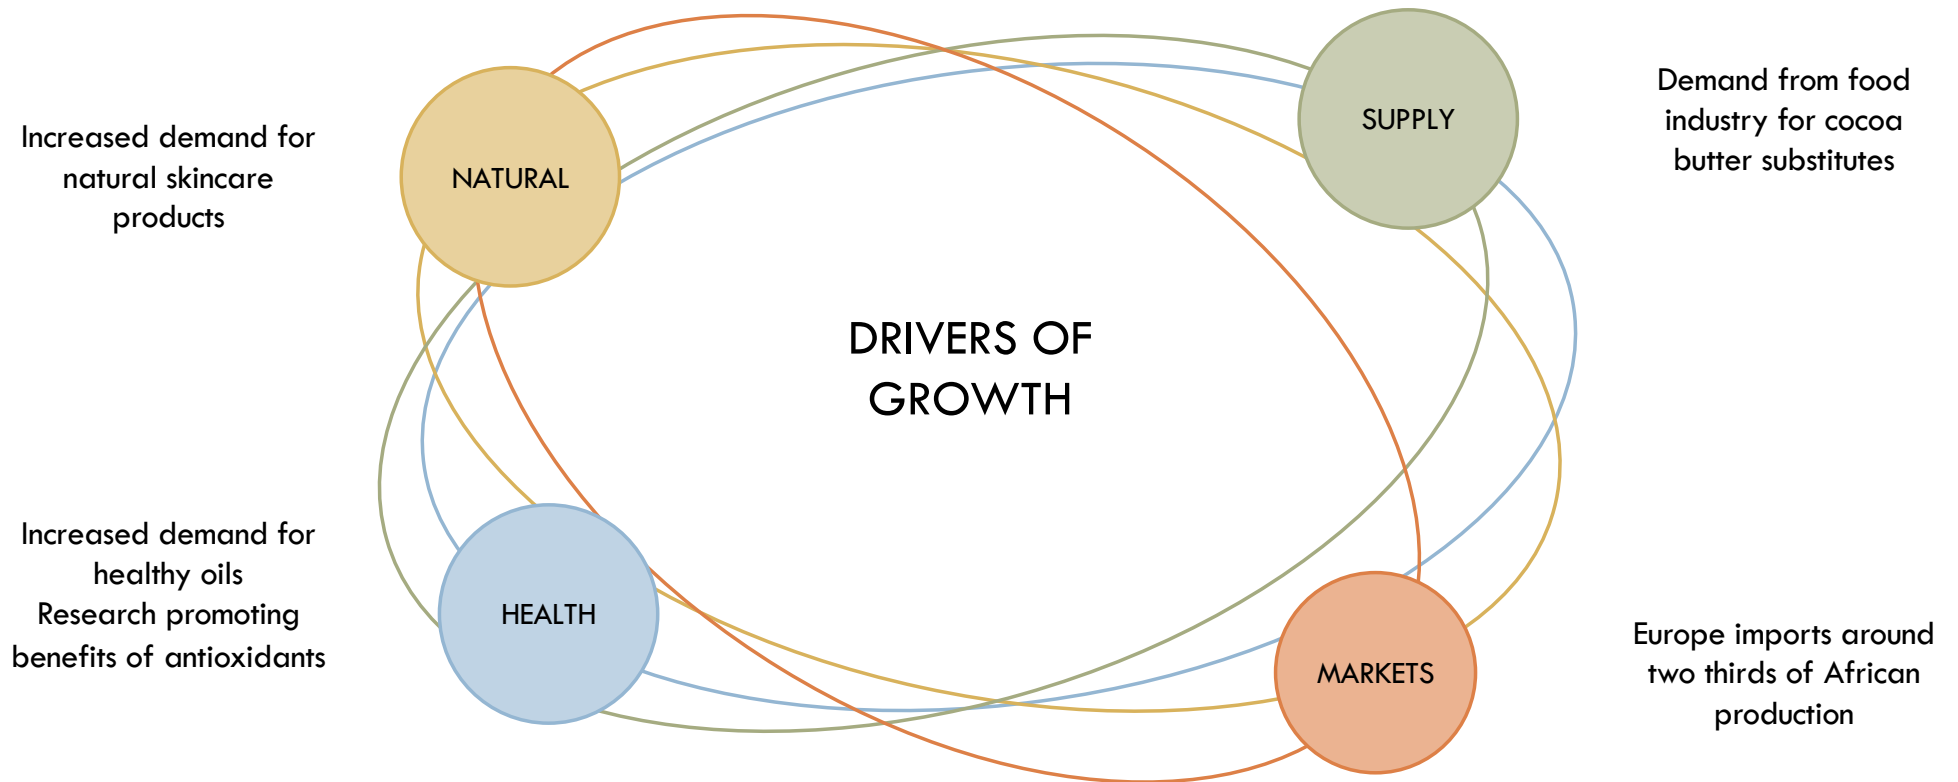 Increased demand for
natural skincare
products
NATURAL
SUPPLY
Demand from food
industry for cocoa
butter substitutes
DRIVERS OF
GROWTH
Increased demand for
healthy oils
Research promoting
benefits of antioxidants
HEALTH
MARKETS
Europe imports around
two thirds of African
production